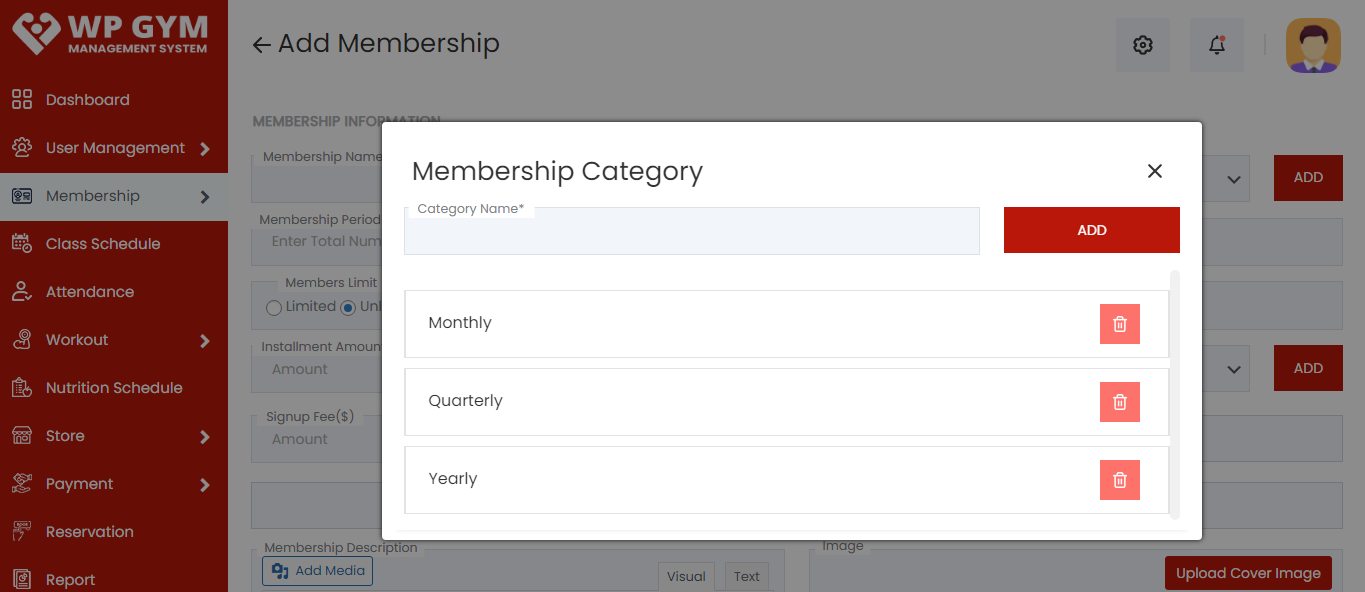 WP GYM
MANAGEMENT SYSTEM
Dashboard
User Management
Membership
Class Schedule
Attendance
Workout
Nutrition Schedule
Store
Payment
Reservation
Report
Add Membership
MEMBERSHIP INFORMATION
Membership Name
ADD
Membership Period
Enter Total Num
Members Limit
Limited
Installment Amoun
Amount
ADD
Signup Fee($)
Amount
Membership Category
Category Name*
ADD
Monthly
Quarterly
Yearly
Membership Description
Add Media
Visual
Text
Image
Upload Cover Image